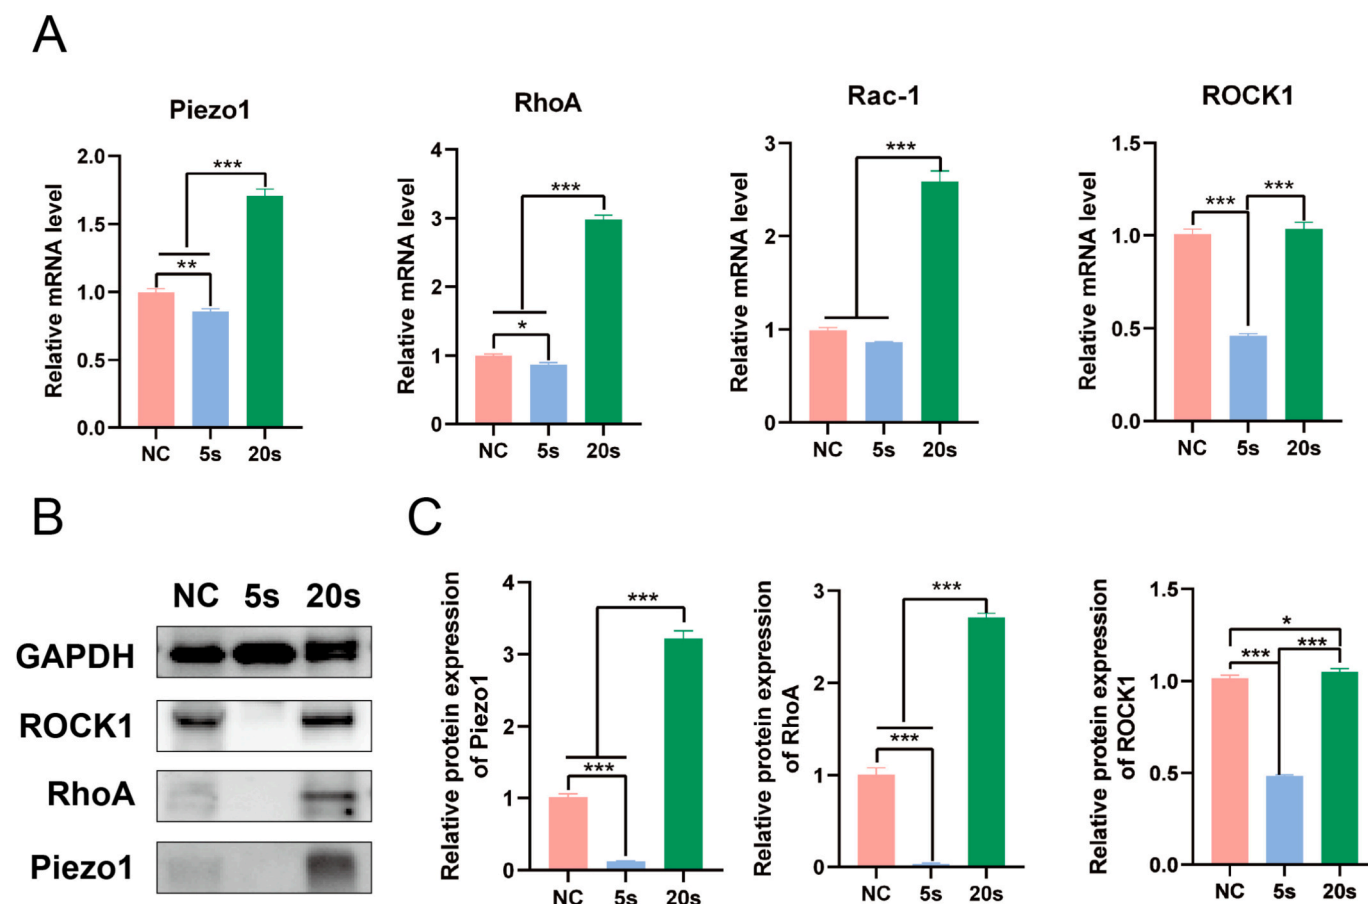 A
Piezo1
Relative mRNA level
2.0
1.5
1.0
0.5
0.0
***
**
NC 5s 20s
RhoA
Relative mRNA level
4
3
2
1
0
***
*
NC 5s 20s
Rac-1
Relative mRNA level
3
2
1
0
***
NC 5s 20s
ROCK1
Relative mRNA level
1.5
1.0
0.5
0.0
***
***
NC 5s 20s
B
NC 5s 20s
GAPDH
ROCK1
RhoA
Piezo1
C
Relative protein expression
of Piezo1
4
3
2
1
0
***
***
NC 5s 20s
Relative protein expression
of RhoA
3
2
1
0
***
***
NC 5s 20s
Relative protein expression
of ROCK1
1.5
1.0
0.5
0.0
*
***
***
NC 5s 20s